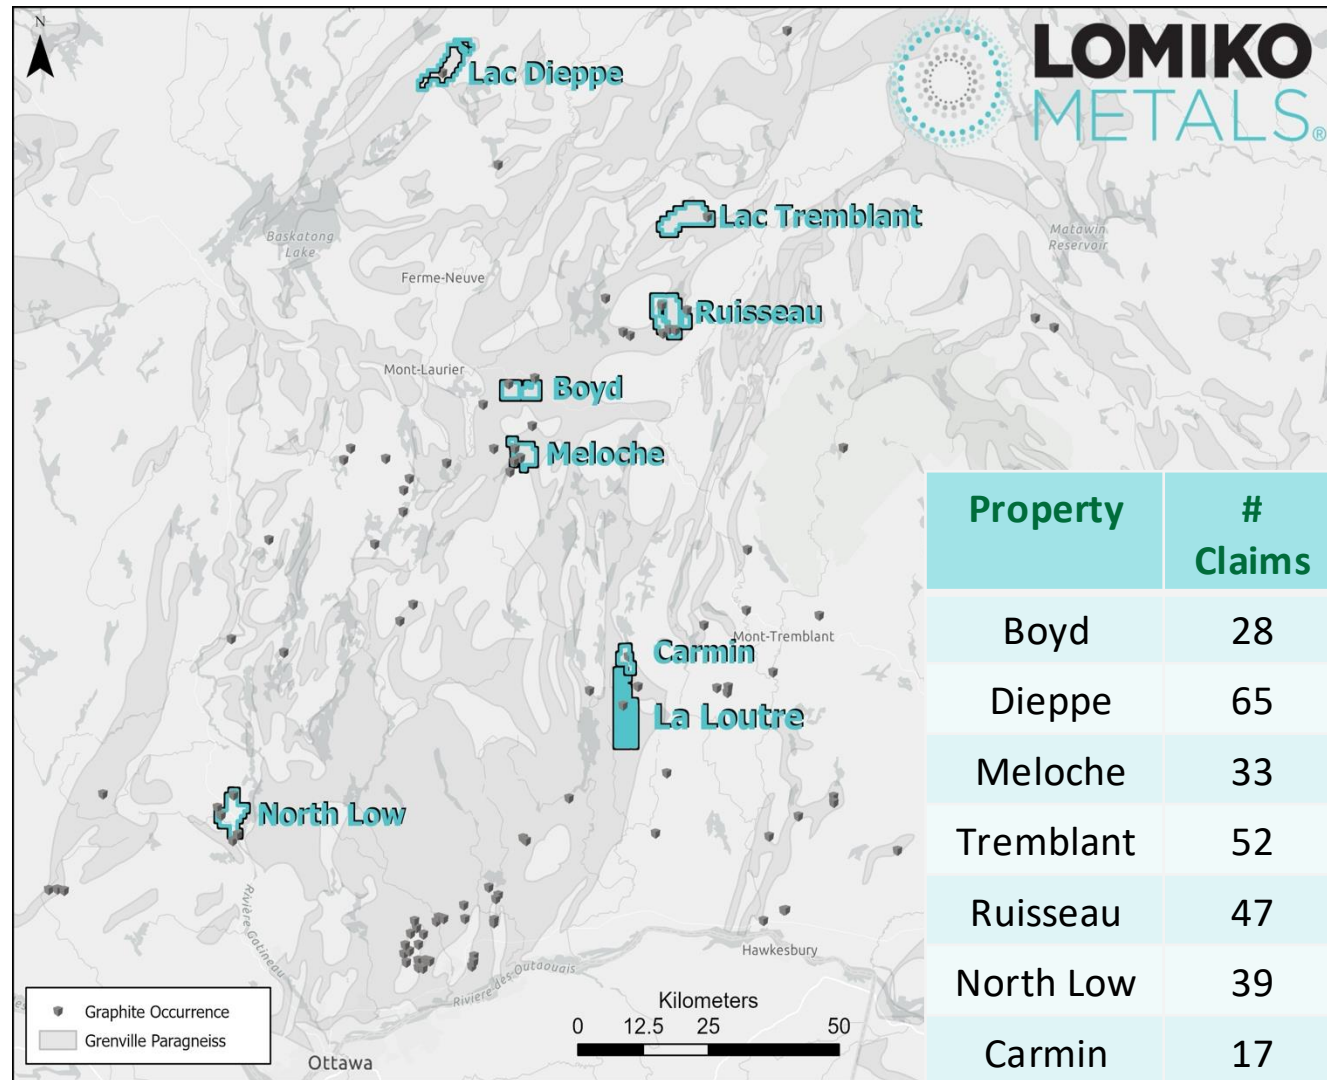 N
LOMIKO
METALS®
Lac Dieppe
Lac Tremblant
Baskatong
Lake
Matawin
Reservoir
Ferme-Neuve
Ruisseau
Mont-Laurier
Boyd
Meloche
Property # Claims
Boyd 28
Dieppe 65
Meloche 33
Tremblant 52
Ruisseau 47
North Low 39
Carmin 17
Mont-Tremblant
Carmin
La Loutre
North Low
Rivière Gatineau
Rivière des Outaouais
Hawkesbury
Graphite Occurrence
Grenville Paragneiss
Ottawa
Kilometers
0 12.5 25 50